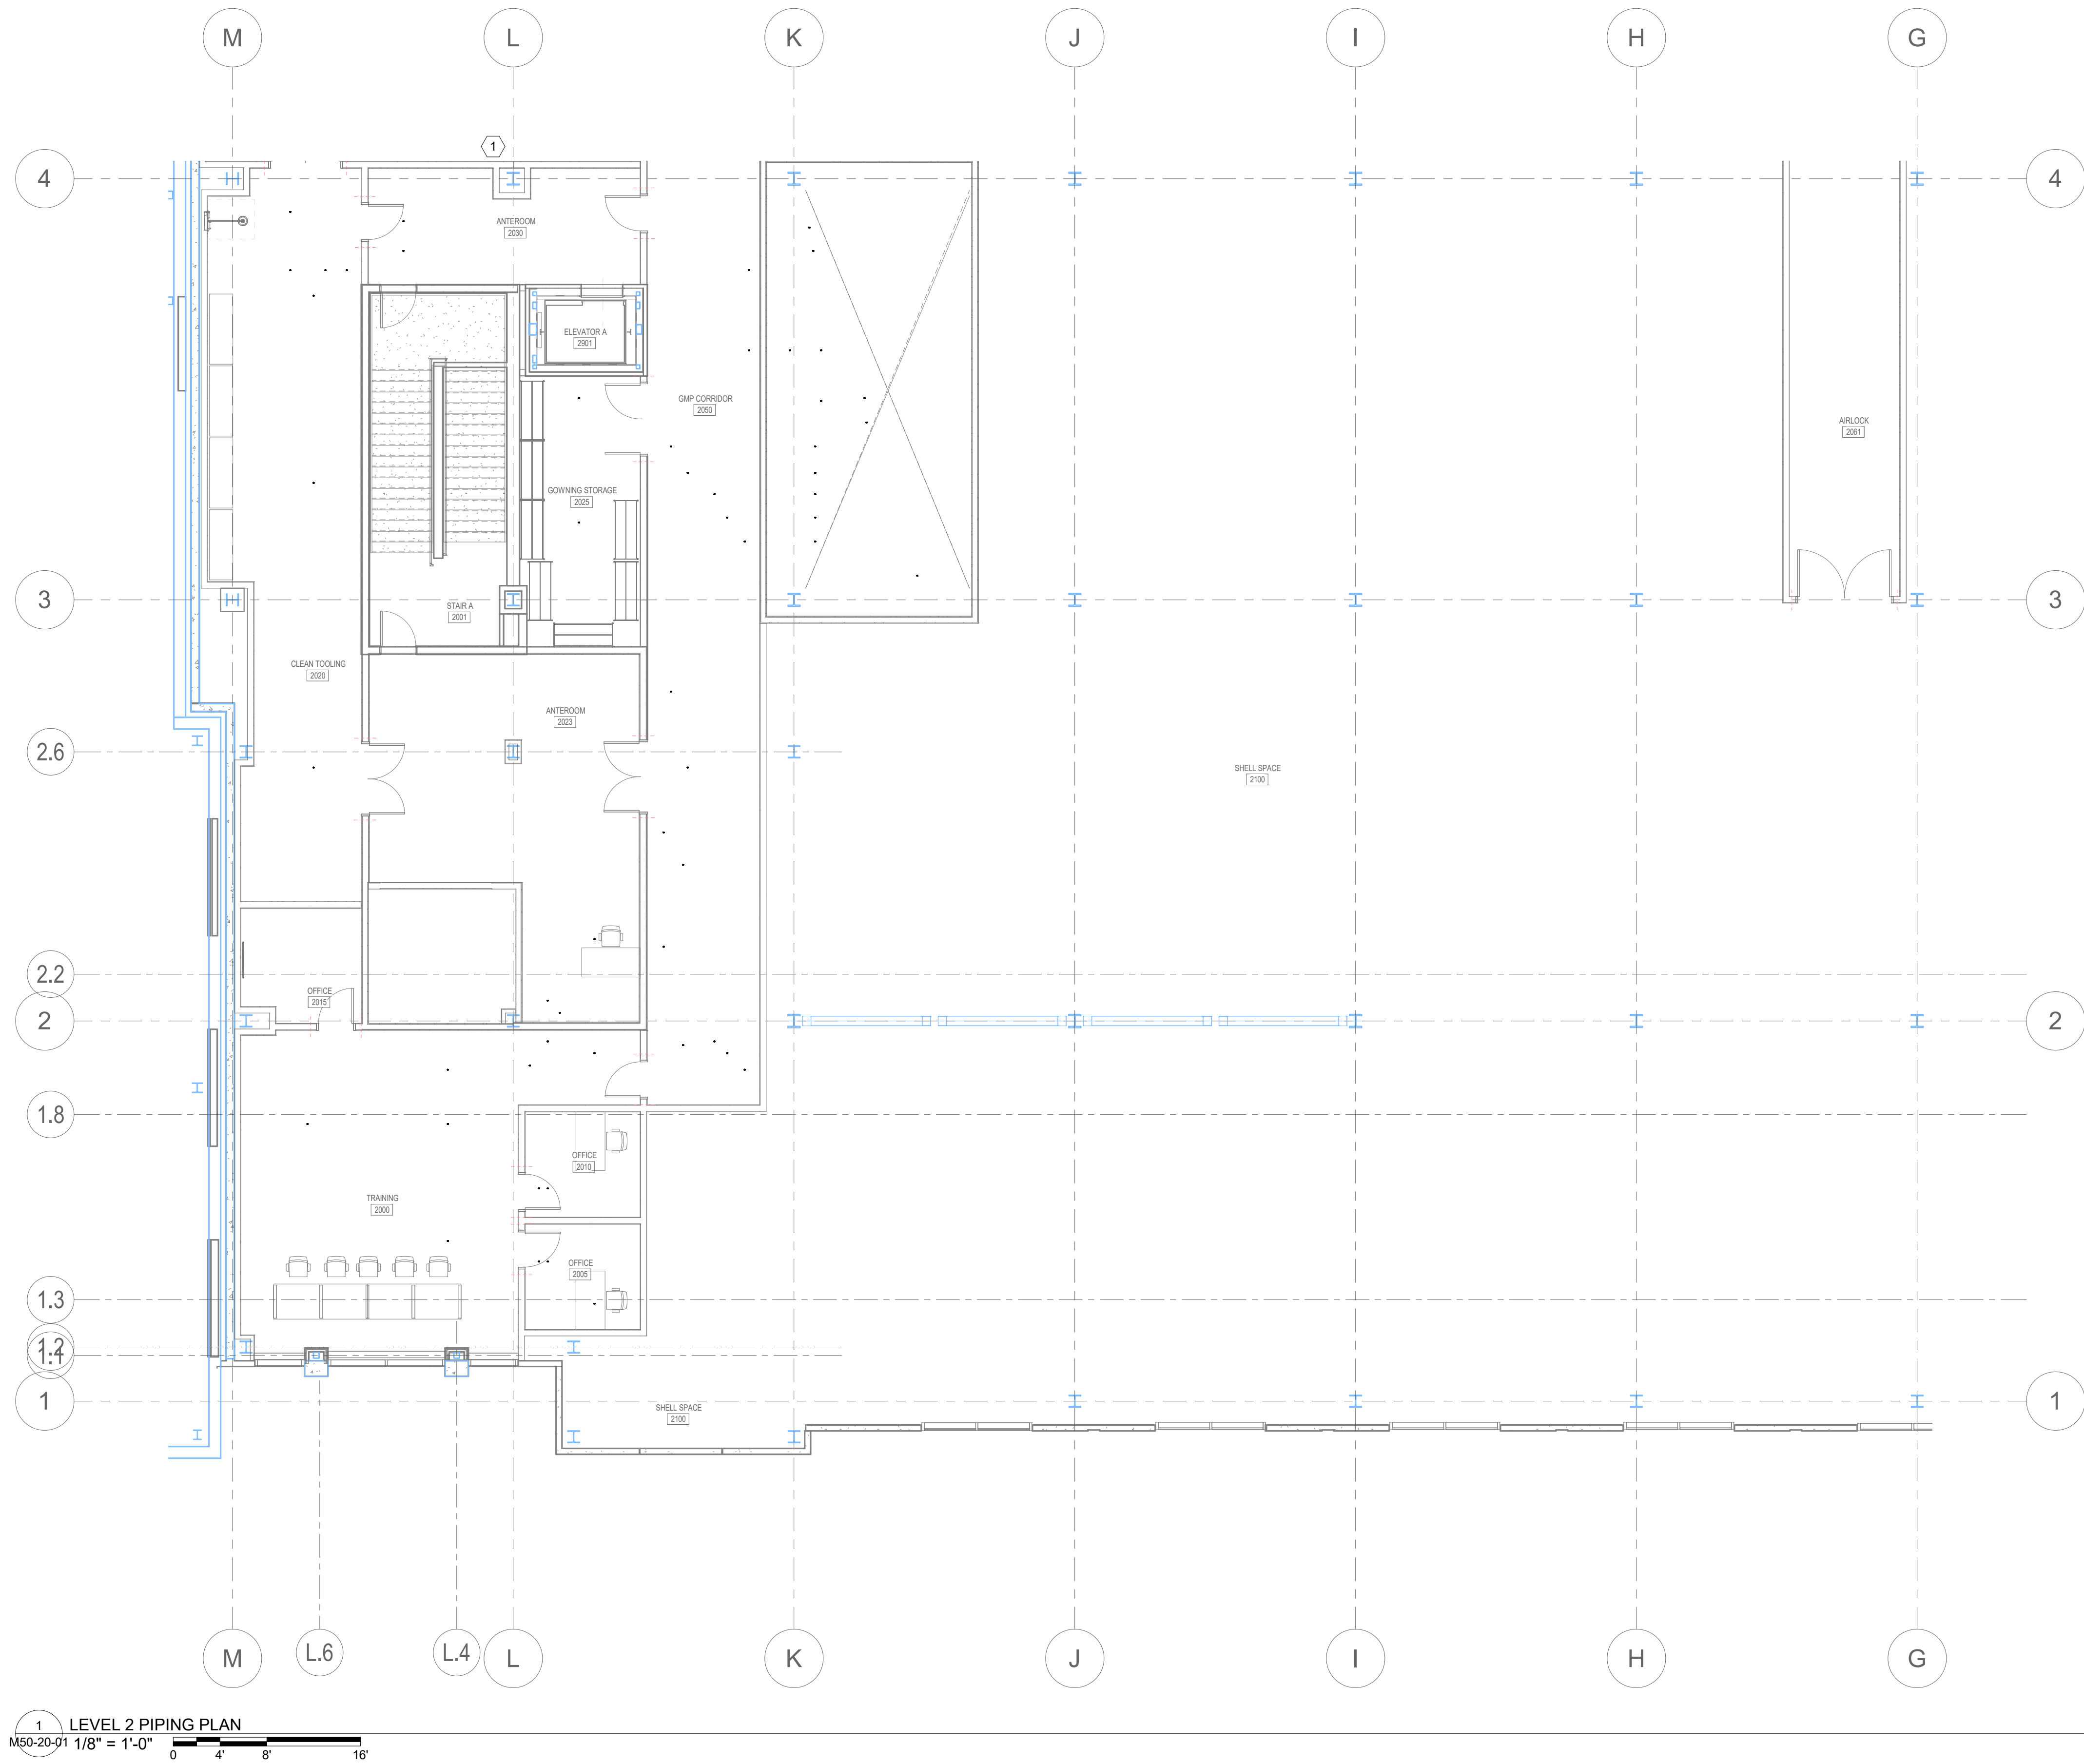 M L K J I H G
1
4 4
ANTEROOM
2030
ELEVATOR A
2901
GMP CORRIDOR
2050
AIRLOCK
2061
GOWNING STORAGE
2025
3 3
STAIR A
2001
CLEAN TOOLING
2020
ANTEROOM
2023
2.6
SHELL SPACE
2100
2.2
OFFICE
2015
2 2
1.8
OFFICE
2010
TRAINING
2000
OFFICE
2005
1.3
1.2
1.1
1 1
SHELL SPACE
2100
M L.6 L.4 L K J I H G
1 LEVEL 2 PIPING PLAN
M50-20-01 1/8" = 1'-0"
0 4' 8' 16'